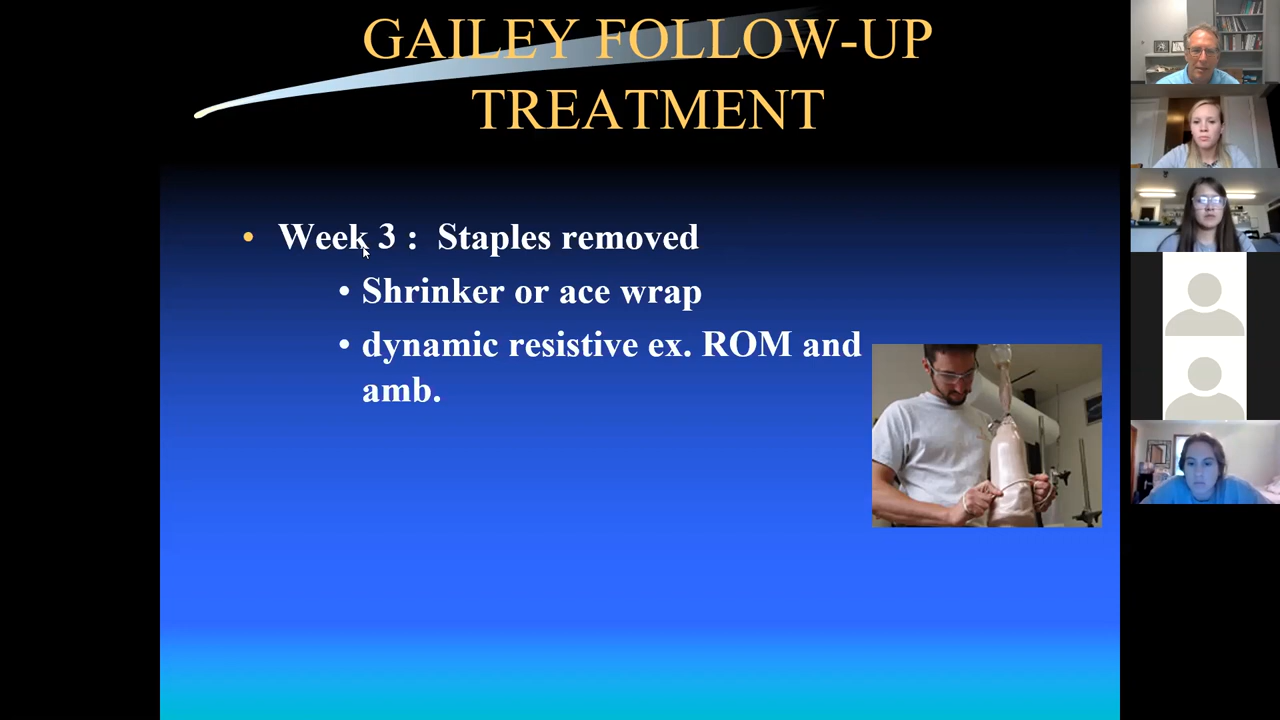 GAILEY FOLLOW-UP
TREATMENT
• Week 3 : Staples removed
• Shrinker or ace wrap
• dynamic resistive ex. ROM and
amb.